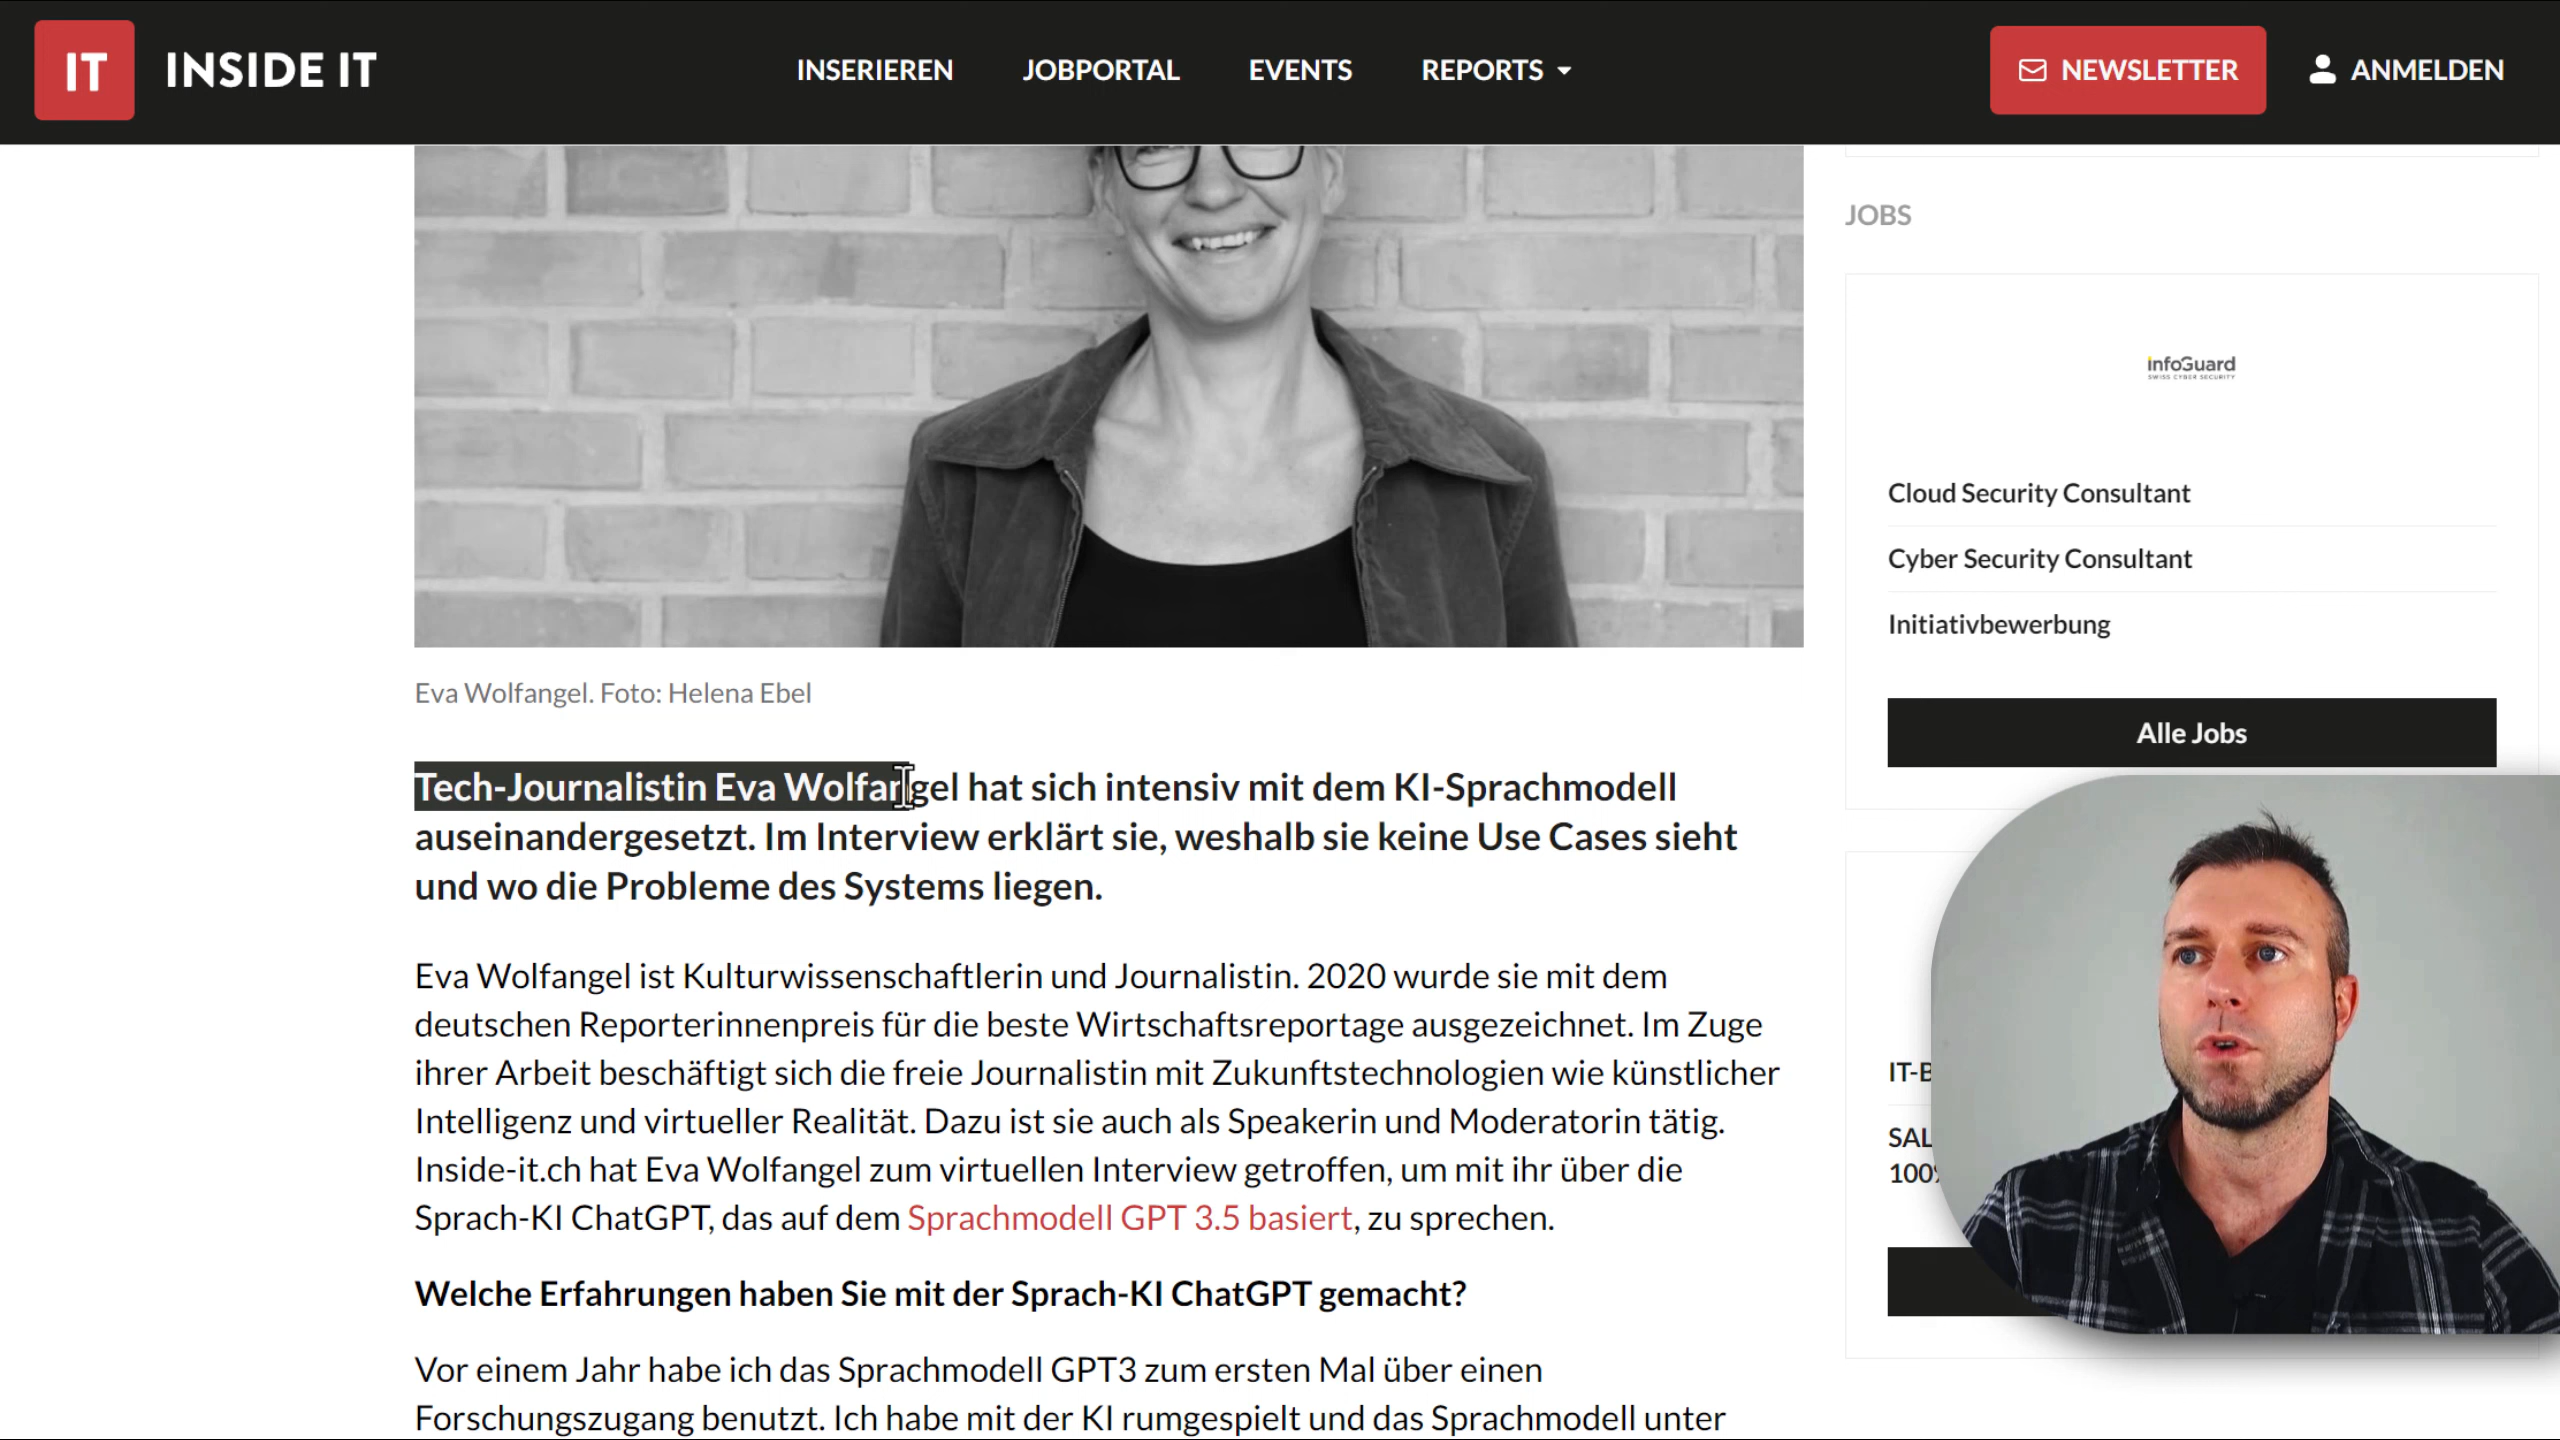 IT INSIDE IT
INSERIEREN JOBPORTAL EVENTS REPORTS
NEWSLETTER ANMELDEN
Eva Wolfangel. Foto: Helena Ebel
Tech-Journalistin Eva Wolfangel hat sich intensiv mit dem KI-Sprachmodell
auseinandergesetzt. Im Interview erklärt sie, weshalb sie keine Use Cases sieht
und wo die Probleme des Systems liegen.
Eva Wolfangel ist Kulturwissenschaftlerin und Journalistin. 2020 wurde sie mit dem
deutschen Reporterinnenpreis für die beste Wirtschaftsreportage ausgezeichnet. Im Zuge
ihrer Arbeit beschäftigt sich die freie Journalistin mit Zukunftstechnologien wie künstlicher
Intelligenz und virtueller Realität. Dazu ist sie auch als Speakerin und Moderatorin tätig.
Inside-it.ch hat Eva Wolfangel zum virtuellen Interview getroffen, um mit ihr über die
Sprach-KI ChatGPT, das auf dem Sprachmodell GPT 3.5 basiert, zu sprechen.
Welche Erfahrungen haben Sie mit der Sprach-KI ChatGPT gemacht?
Vor einem Jahr habe ich das Sprachmodell GPT3 zum ersten Mal über einen
Forschungszugang benutzt. Ich habe mit der KI rumgespielt und das Sprachmodell unter
JOBS
infoGuard
SWISS CYBER SECURITY
Cloud Security Consultant
Cyber Security Consultant
Initiativbewerbung
Alle Jobs
IT-B
SAL
100%